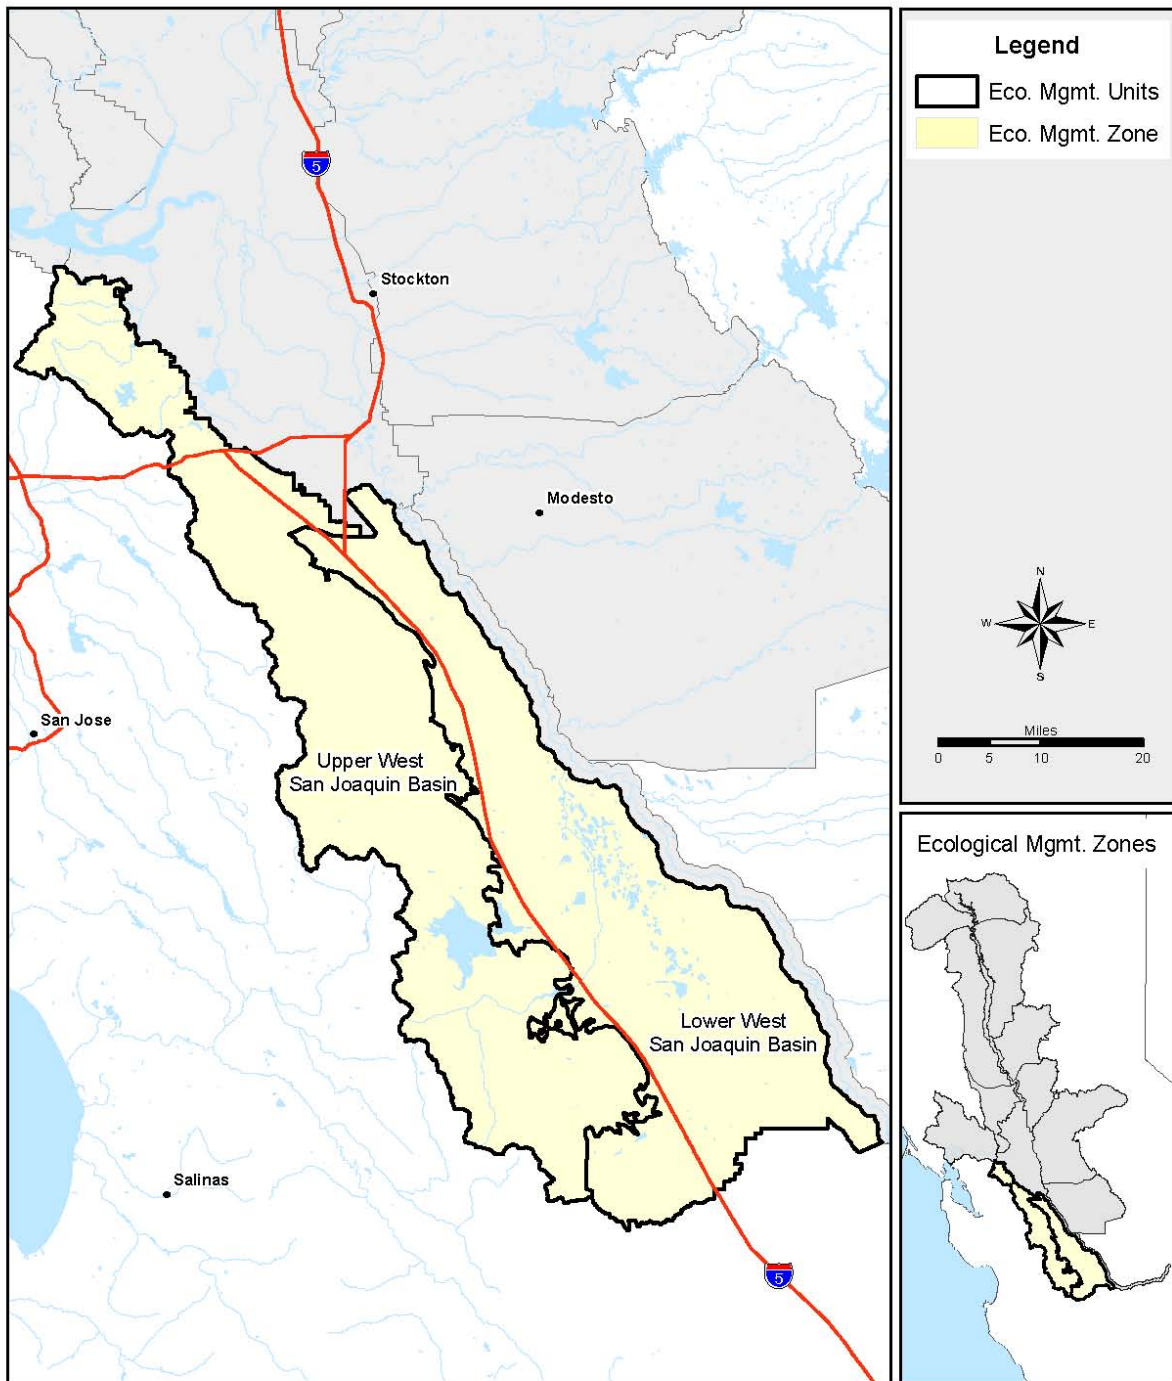 5
Stockton
Modesto
San Jose
Upper West
San Joaquin Basin
Lower West
San Joaquin Basin
Salinas
5
Legend
Eco. Mgmt. Units
Eco. Mgmt. Zone
N
W E
S
Miles
0 5 10 20
Ecological Mgmt. Zones